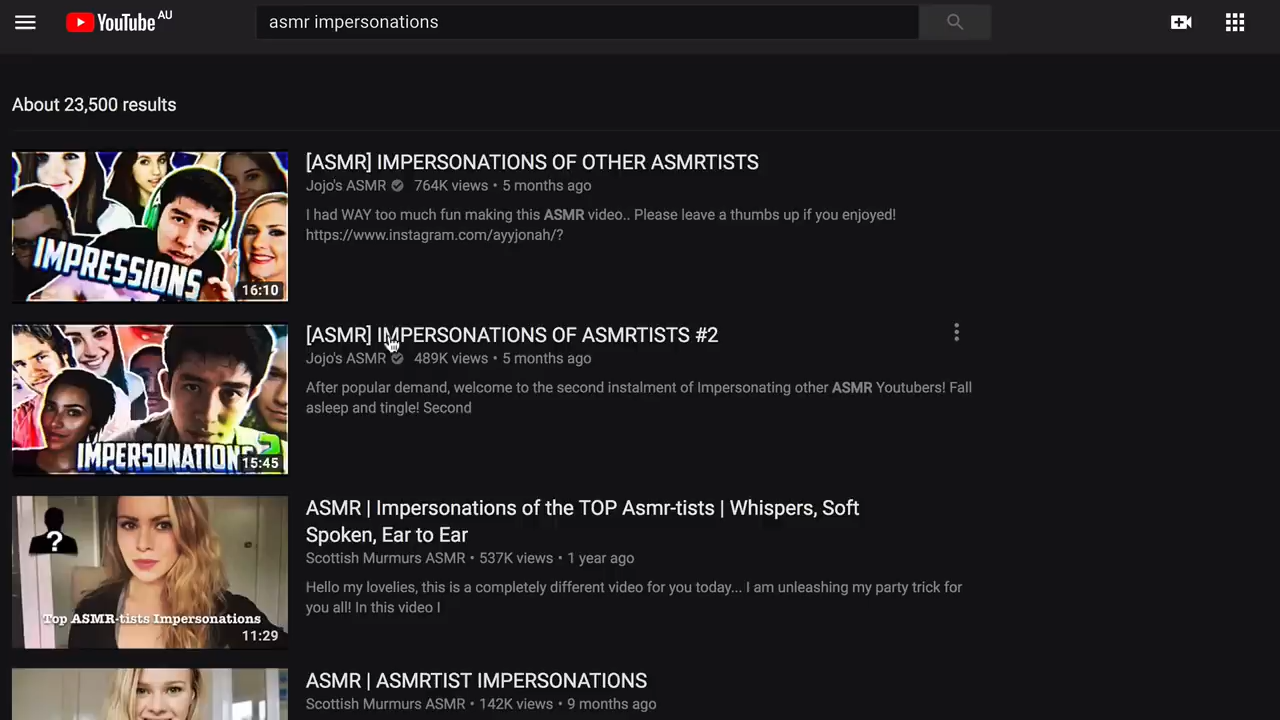 YouTube AU
asmr impersonations
About 23,500 results
[ASMR] IMPERSONATIONS OF OTHER ASMRTISTS
Jojo's ASMR 764K views • 5 months ago
I had WAY too much fun making this ASMR video.. Please leave a thumbs up if you enjoyed!
https://www.instagram.com/ayyjonah/?
IMPRESSIONS
16:10
[ASMR] IMPERSONATIONS OF ASMRTISTS #2
Jojo's ASMR 489K views • 5 months ago
After popular demand, welcome to the second instalment of Impersonating other ASMR Youtubers! Fall
asleep and tingle! Second
IMPERSONATION 2
15:45
ASMR | Impersonations of the TOP Asmr-tists | Whispers, Soft
Spoken, Ear to Ear
Scottish Murmurs ASMR • 537K views • 1 year ago
Hello my lovelies, this is a completely different video for you today... I am unleashing my party trick for
you all! In this video I
?
Top ASMR-tists Impersonations
11:29
ASMR | ASMRTIST IMPERSONATIONS
Scottish Murmurs ASMR • 142K views • 9 months ago